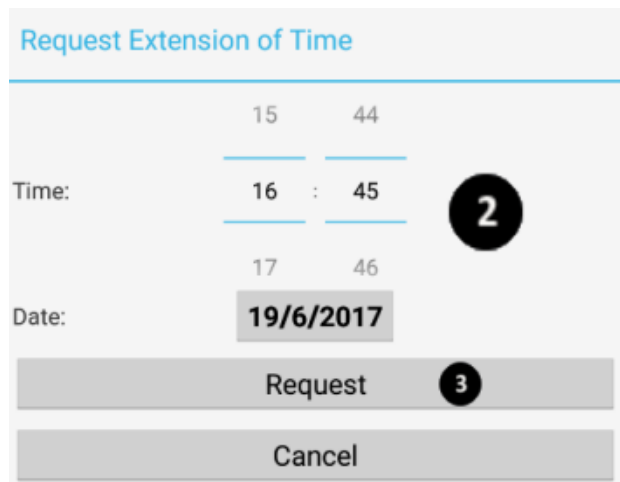 Request Extension of Time
15 44
Time: 16 : 45 2
17 46
Date: 19/6/2017
Request 3
Cancel